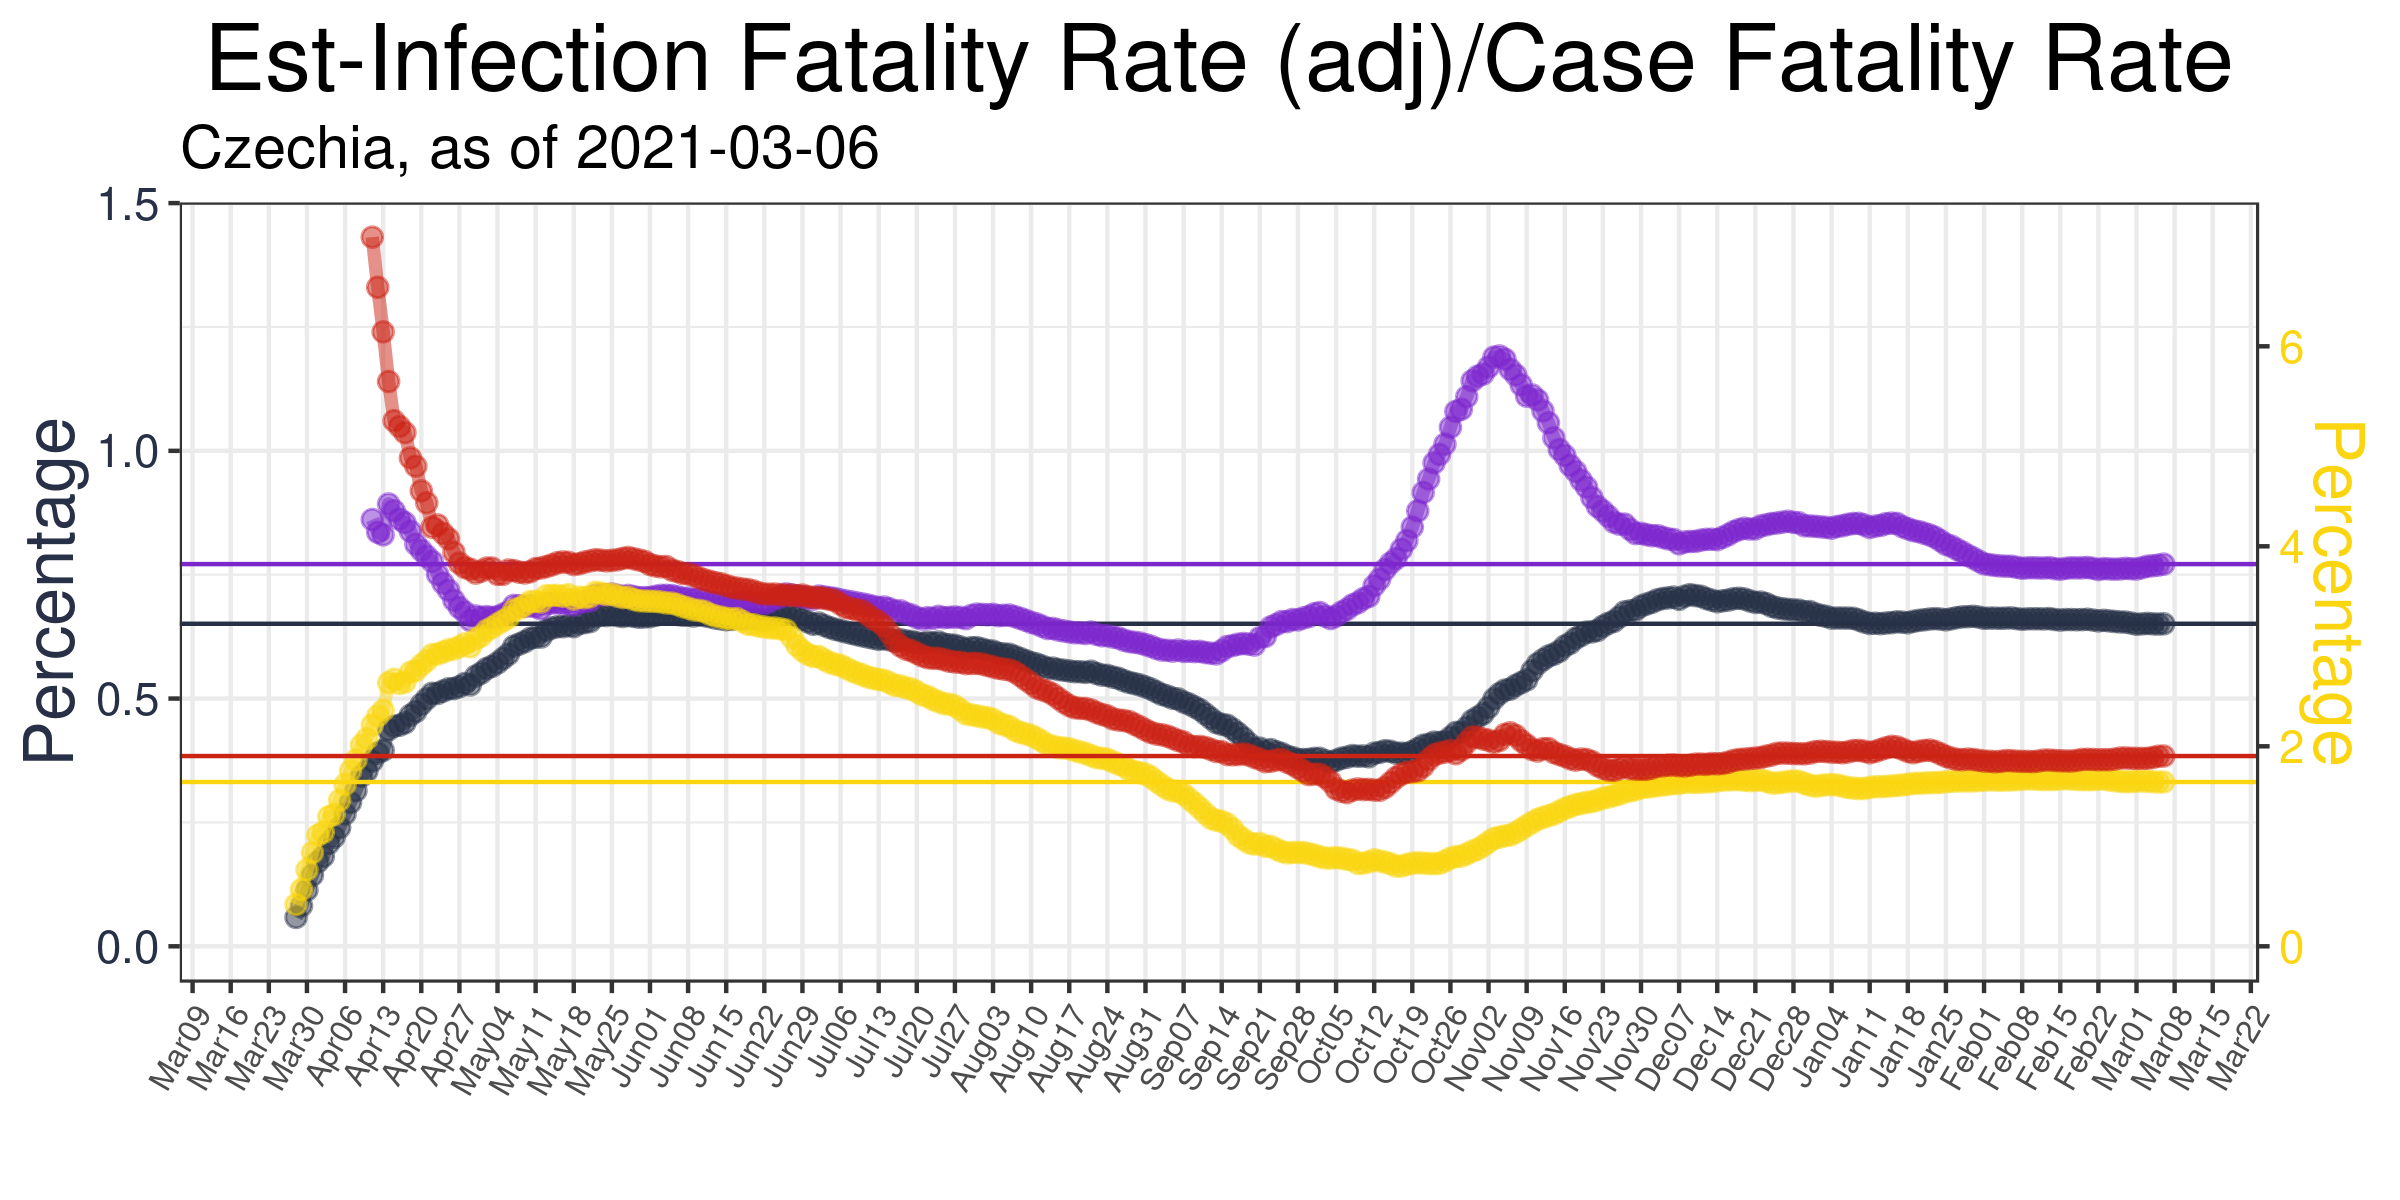 Est-Infection Fatality Rate (adj)/Case Fatality Rate
Czechia, as of 2021-03-06
Percentage
1.5
1.0
0.5
0.0
6
4
2
0
Percentage
Mar09
Mar16
Mar23
Mar30
Apr06
Apr13
Apr20
Apr27
May04
May11
May18
May25
Jun01
Jun08
Jun15
Jun22
Jun29
Jul06
Jul13
Jul20
Jul27
Aug03
Aug10
Aug17
Aug24
Aug31
Sep07
Sep14
Sep21
Sep28
Oct05
Oct12
Oct19
Oct26
Nov02
Nov09
Nov16
Nov23
Nov30
Dec07
Dec14
Dec21
Dec28
Jan04
Jan11
Jan18
Jan25
Feb01
Feb08
Feb15
Feb22
Mar01
Mar08
Mar15
Mar22